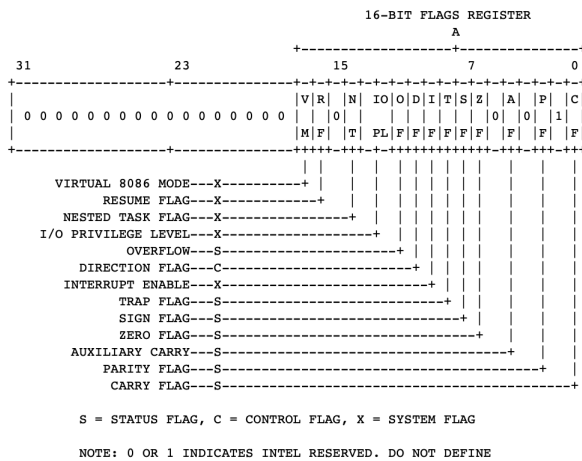 16-BIT FLAGS REGISTER
A
31 23 15 7 0
V R N IO O D I T S Z A P C
0 0 0 0 0 0 0 0 0 0 0 0 0 0 0 0 0 0 0 0 1
M F T PL F F F F F F F F F
VIRTUAL 8086 MODE---X
RESUME FLAG---X
NESTED TASK FLAG---X
I/O PRIVILEGE LEVEL---X
OVERFLOW---S
DIRECTION FLAG---C
INTERRUPT ENABLE---X
TRAP FLAG---S
SIGN FLAG---S
ZERO FLAG---S
AUXILIARY CARRY---S
PARITY FLAG---S
CARRY FLAG---S
S = STATUS FLAG, C = CONTROL FLAG, X = SYSTEM FLAG
NOTE: 0 OR 1 INDICATES INTEL RESERVED. DO NOT DEFINE